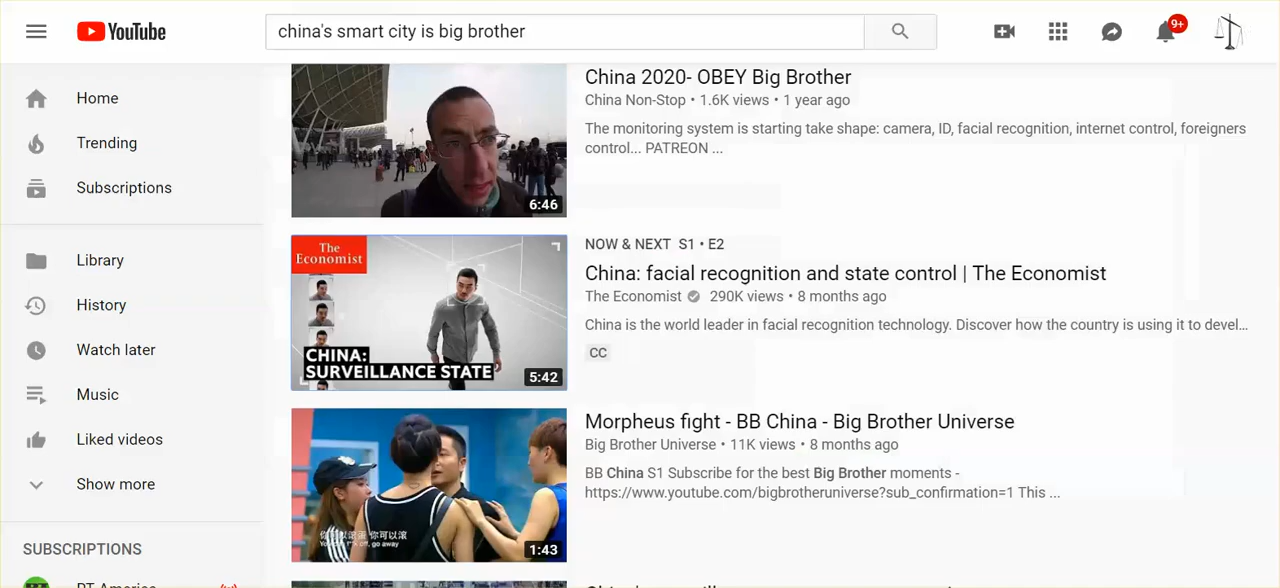 YouTube
china's smart city is big brother
9+
Home
Trending
Subscriptions
Library
History
Watch later
Music
Liked videos
Show more
SUBSCRIPTIONS
RT America
6:46
China 2020- OBEY Big Brother
China Non-Stop • 1.6K views • 1 year ago
The monitoring system is starting take shape: camera, ID, facial recognition, internet control, foreigners
control... PATREON ...
The
Economist
CHINA:
SURVEILLANCE STATE
5:42
NOW & NEXT S1 • E2
China: facial recognition and state control | The Economist
The Economist 290K views • 8 months ago
China is the world leader in facial recognition technology. Discover how the country is using it to devel...
CC
go away
1:43
Morpheus fight - BB China - Big Brother Universe
Big Brother Universe • 11K views • 8 months ago
BB China S1 Subscribe for the best Big Brother moments -
https://www.youtube.com/bigbrotheruniverse?sub_confirmation=1 This ...